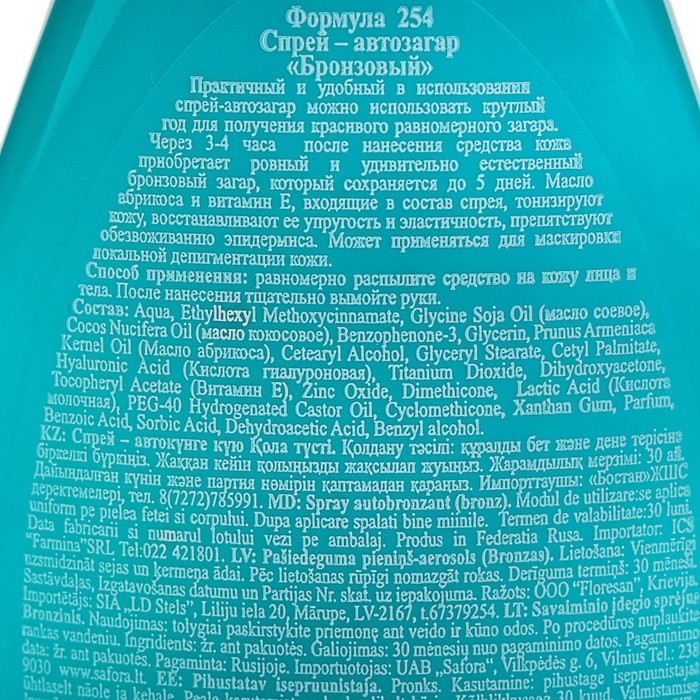 Формула 254
Спрей – автозагар
«Бронзовый»
Практичный и удобный в использовании
спрей-автозагар можно использовать круглый
год для получения красивого равномерного загара.
Через 3-4 часа после нанесения средства кожа
приобретает ровный и удивительно естественный
бронзовый загар, который сохраняется до 5 дней. Масло
абрикоса и витамин Е, входящие в состав спрея, тонизируют
кожу, восстанавливают ее упругость и эластичность, препятствуют
обезвоживанию эпидермиса. Может применяться для маскировки
локальной депигментации кожи.
Способ применения: равномерно распылите средство на кожу лица и
тела. После нанесения тщательно вымойте руки.
Состав: Aqua, Ethylhexyl Methoxycinnamate, Glycine Soja Oil (масло соевое),
Cocos Nucifera Oil (масло кокосовое), Benzophenone-3, Glycerin, Prunus Armeniaca
Kernel Oil (Масло абрикоса), Cetearyl Alcohol, Glyceryl Stearate, Cetyl Palmitate,
Hyaluronic Acid (Кислота гиалуроновая), Titanium Dioxide, Dihydroxyacetone,
Tocopheryl Acetate (Витамин Е), Zinc Oxide, Dimethicone, Lactic Acid (Кислота
молочная), PEG-40 Hydrogenated Castor Oil, Cyclomethicone, Xanthan Gum, Parfum,
Benzoic Acid, Sorbic Acid, Dehydroacetic Acid, Benzyl alcohol.
KZ: Спрей – автокүнге күю Қола түсті. Қолдану тәсілі: құралды бет және дене терісіне
біркелкі бүркіңіз. Жаққан кейін қолыңызды жақсылап жуыңыз. Жарамдылық мерзімі: 30 ай.
Дайындалған күнін және партия нөмірін қаптамадан қараңыз. Импорттаушы: «Бостан»ЖШС
деректемелері, тел. 8(7272)785991. MD: Spray autobronzant (bronz). Modul de utilizare:se aplica
uniform pe pielea fetei si corpului. Dupa aplicare spalati bine miinile. Termen de valabilitate:30 luni.
Data fabricarii si numarul lotului vezi pe ambalaj. Produs in Federatia Rusa. Importator: ICS
"Farmina"SRL Tel:022 421801. LV: Pašiedeguma pieniņš-aerosols (Bronzas). Lietošana: Vienmērīgi
uzsmidzināt sejas un ķermeņa ādai. Pēc lietošanas rūpīgi nomazgāt rokas. Derīguma termiņš: 30 mēneši.
Sastāvdaļas, Izgatavošanas datumu un Partijas Nr. skat. uz iepakojuma. Ražots: OOO "Floresan", Krievija.
Importētājs: SIA „LD Stels", Liliju iela 20, Mārupe, LV-2167, t.67379254. LT: Savaiminio įdegio sprėjus
Bronzinis. Naudojimas: tolygiai paskirstykite priemonę ant veido ir kūno odos. Po procedūros nuplaukite
rankas vandeniu. Ingridients: žr. ant pakuotės. Galiojimas: 30 mėnesių nuo pagaminimo datos. Pagaminimo
data: žr. ant pakuotės. Pagaminta: Rusijoje. Importuotojas: UAB „Safora", Vilkpėdės g. 6, Vilnius Tel.: 238
9030 www.safora.lt. EE: Pihustatav isepruunistaja, Pronks. Kasutamine: pihustage isepruunistaja
ühtlaselt näole ja kehale.